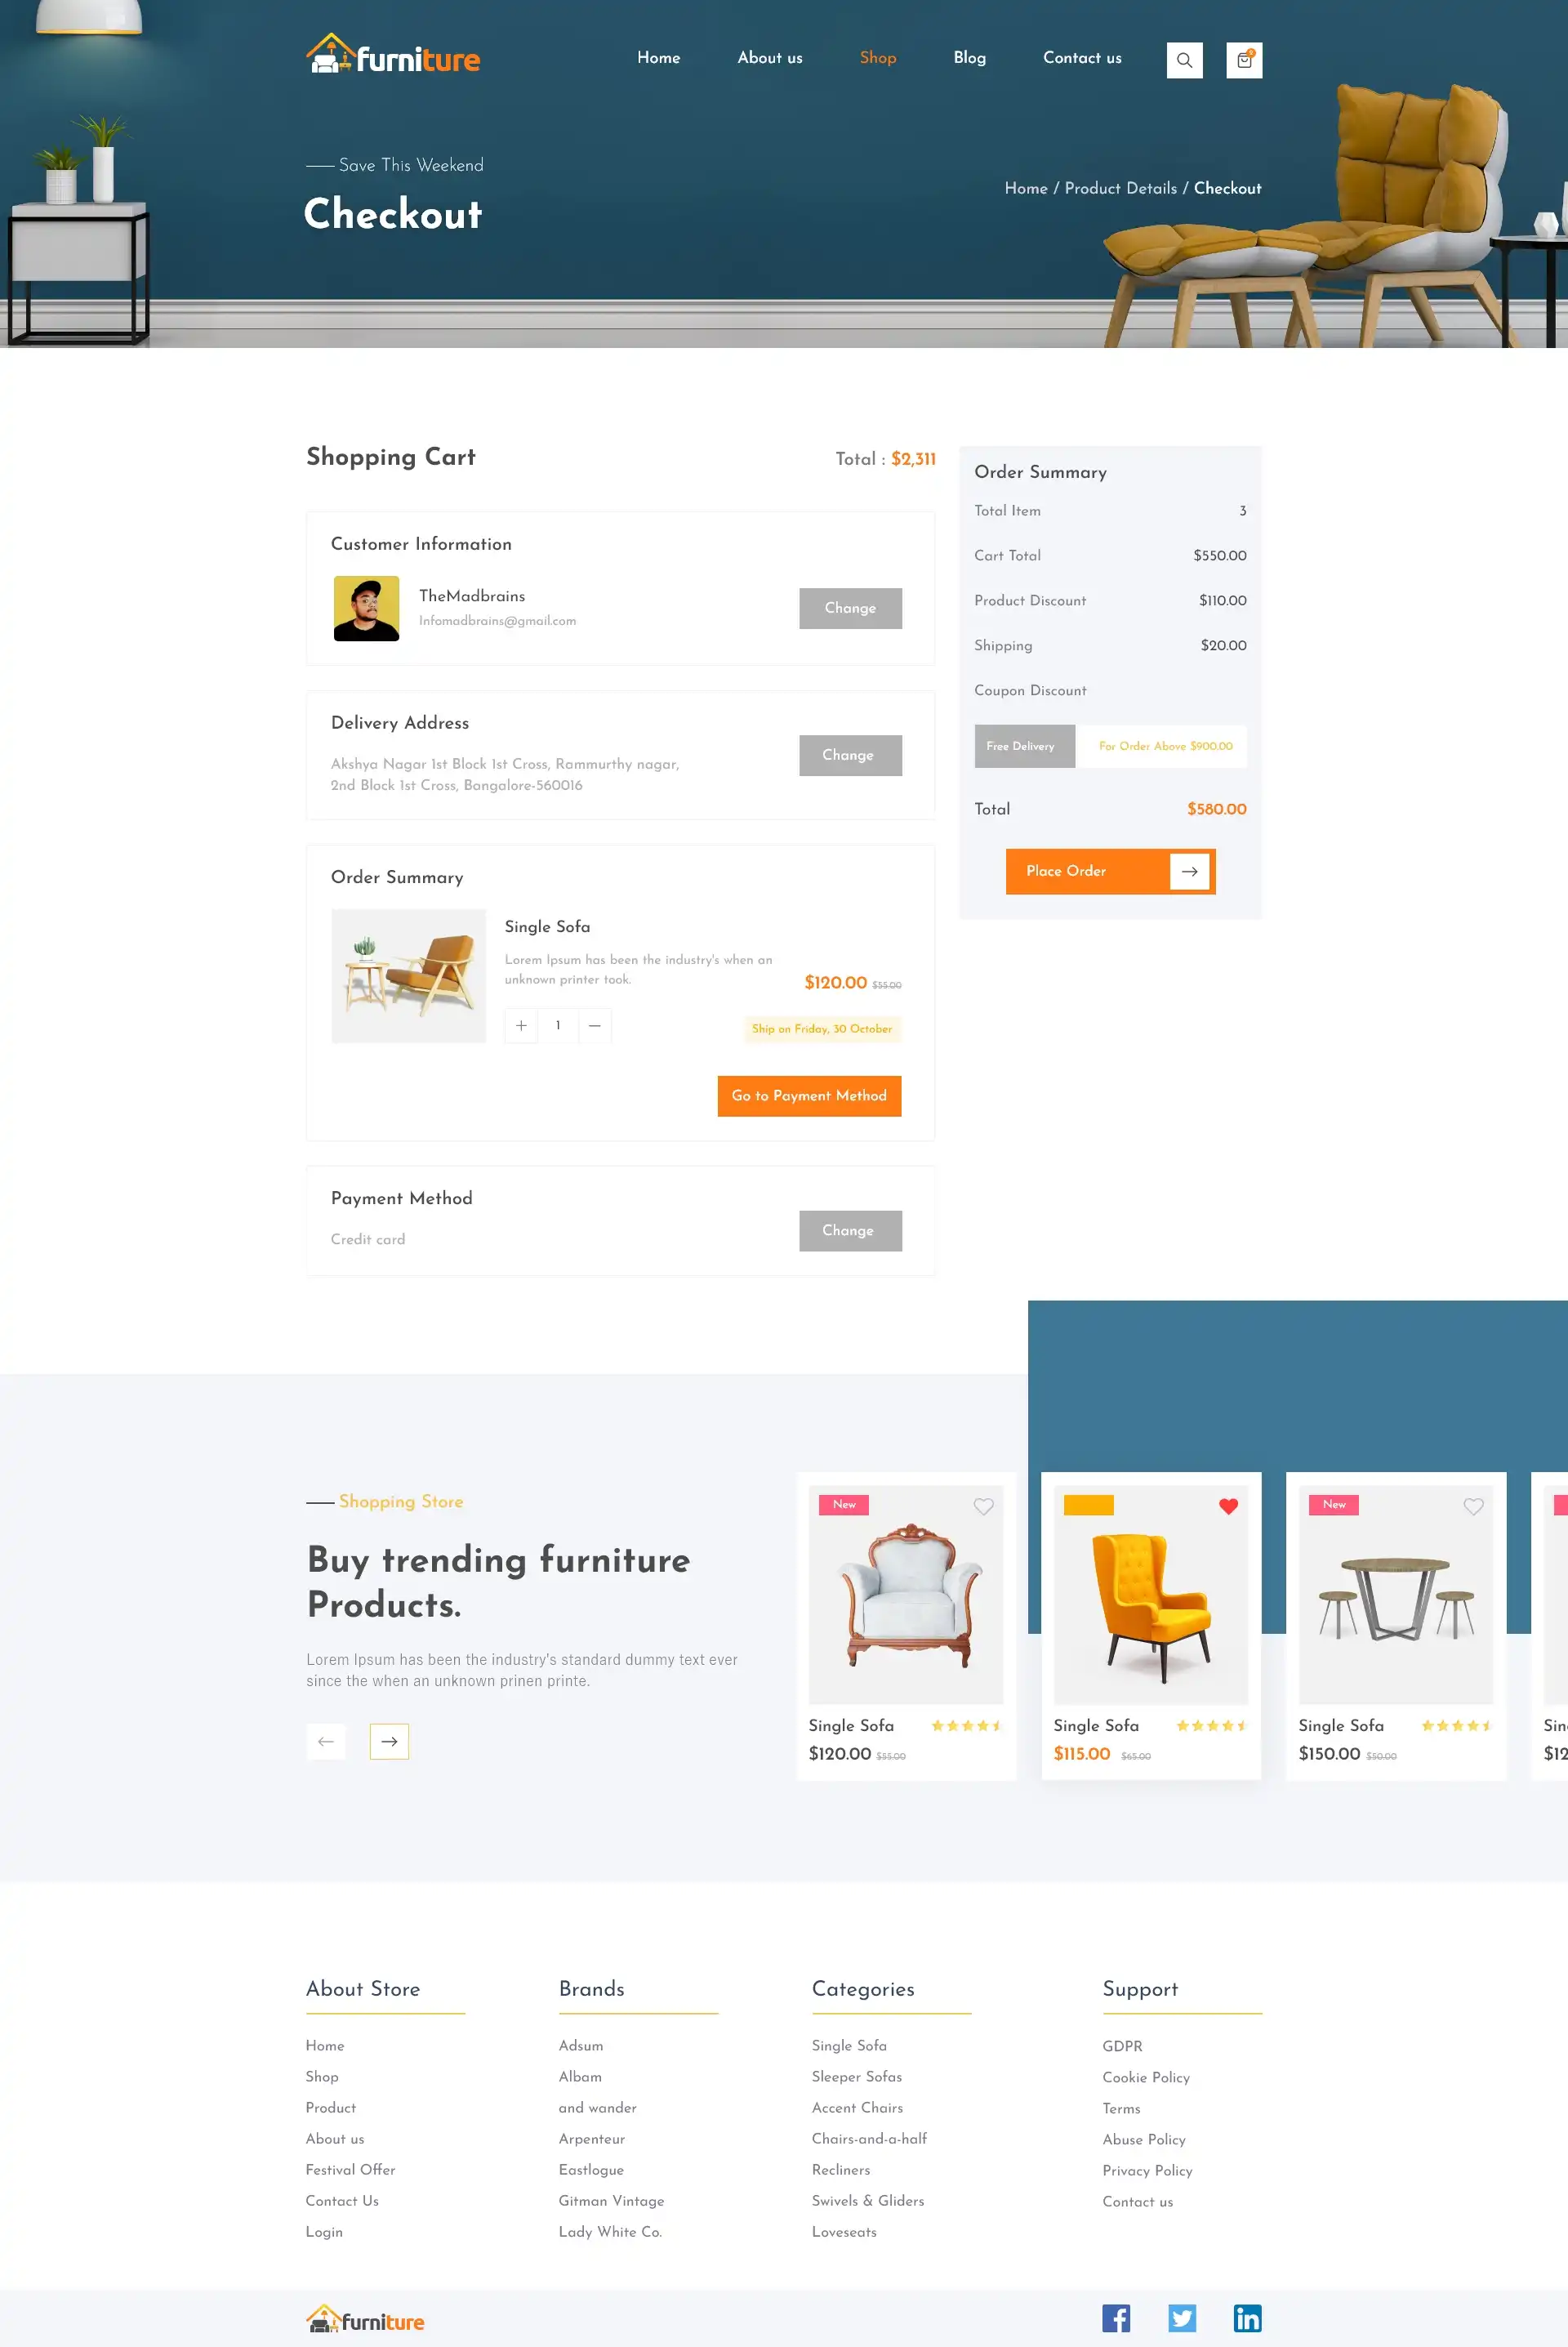 furniture
Home
About us
Shop
Blog
Contact us
Save This Weekend
Checkout
Home / Product Details / Checkout
Shopping Cart
Total : $2,311
Customer Information
TheMadbrains
Infomadbrains@gmail.com
Change
Delivery Address
Akshya Nagar 1st Block 1st Cross, Rammurthy nagar,
2nd Block 1st Cross, Bangalore-560016
Change
Order Summary
Single Sofa
Lorem Ipsum has been the industry's when an
unknown printer took.
$120.00 $55.00
1
Ship on Friday, 30 October
Go to Payment Method
Payment Method
Credit card
Change
Order Summary
Total Item 3
Cart Total $550.00
Product Discount $110.00
Shipping $20.00
Coupon Discount
Free Delivery For Order Above $900.00
Total $580.00
Place Order
Shopping Store
Buy trending furniture
Products.
Lorem Ipsum has been the industry's standard dummy text ever
since the when an unknown prinen printe.
New
Single Sofa
$120.00 $55.00
Single Sofa
$115.00 $65.00
New
Single Sofa
$150.00 $50.00
Sin
$12
About Store
Home
Shop
Product
About us
Festival Offer
Contact Us
Login
Brands
Adsum
Albam
and wander
Arpenteur
Eastlogue
Gitman Vintage
Lady White Co.
Categories
Single Sofa
Sleeper Sofas
Accent Chairs
Chairs-and-a-half
Recliners
Swivels & Gliders
Loveseats
Support
GDPR
Cookie Policy
Terms
Abuse Policy
Privacy Policy
Contact us
furniture